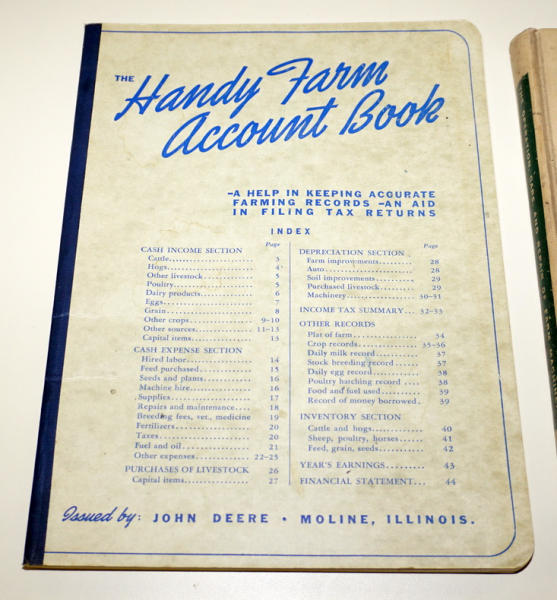 THE
Handy Farm
Account Book
-A HELP IN KEEPING ACCURATE
FARMING RECORDS -AN AID
IN FILING TAX RETURNS
INDEX
Page
CASH INCOME SECTION
Cattle 3
Hogs 4
Other livestock 5
Poultry 5
Dairy products 6
Eggs 7
Grain 8
Other crops 9-10
Other sources 11-13
Capital items 13
CASH EXPENSE SECTION
Hired labor 14
Feed purchased 15
Seeds and plants 16
Machine hire 16
Supplies 17
Repairs and maintenance 18
Breeding fees, vet., medicine 19
Fertilizers 20
Taxes 20
Fuel and oil 21
Other expenses 22-25
PURCHASES OF LIVESTOCK 26
Capital items 27
Page
DEPRECIATION SECTION
Farm improvements 28
Auto 28
Soil improvements 29
Purchased livestock 29
Machinery 30-31
INCOME TAX SUMMARY 32-33
OTHER RECORDS
Plat of farm 34
Crop records 35-36
Daily milk record 37
Stock breeding record 37
Daily egg record 38
Poultry hatching record 38
Food and fuel used 39
Record of money borrowed 39
INVENTORY SECTION
Cattle and hogs 40
Sheep, poultry, horses 41
Feed, grain, seeds 42
YEAR'S EARNINGS 43
FINANCIAL STATEMENT 44
Issued by: JOHN DEERE • MOLINE, ILLINOIS.